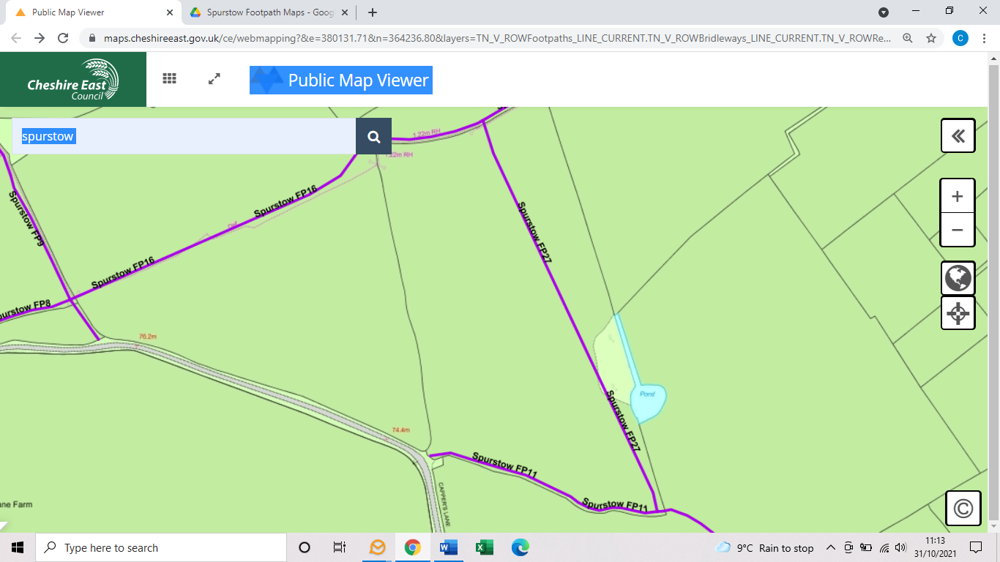 Public Map Viewer
Spurstow Footpath Maps - Goog
maps.cheshireeast.gov.uk/ce/webmapping?&e=380131.71&n=364236.80&layers=TN_V_ROWFootpaths_LINE_CURRENT.TN_V_ROWBridleways_LINE_CURRENT.TN_V_ROWRe...
C
Cheshire East
Council
Public Map Viewer
spurstow
1.22m RH
1.22m RH
Spurstow FP9
Spurstow FP16
Def
Spurstow FP27
Spurstow FP16
urstow FP8
76.2m
Pond
Spurstow FP27
74.4m
Spurstow FP11
CAPPER'S LANE
ne Farm
Spurstow FP11
©
Type here to search
9°C Rain to stop
11:13
31/10/2021